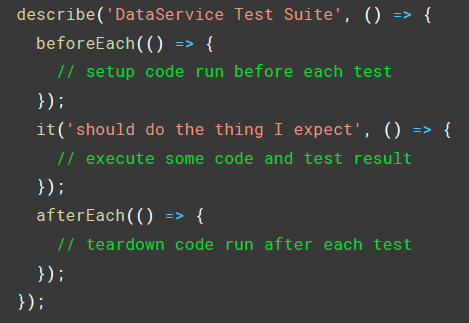 describe('DataService Test Suite', () => {
  beforeEach(() => {
    // setup code run before each test
  });
  it('should do the thing I expect', () => {
    // execute some code and test result
  });
  afterEach(() => {
    // teardown code run after each test
  });
});